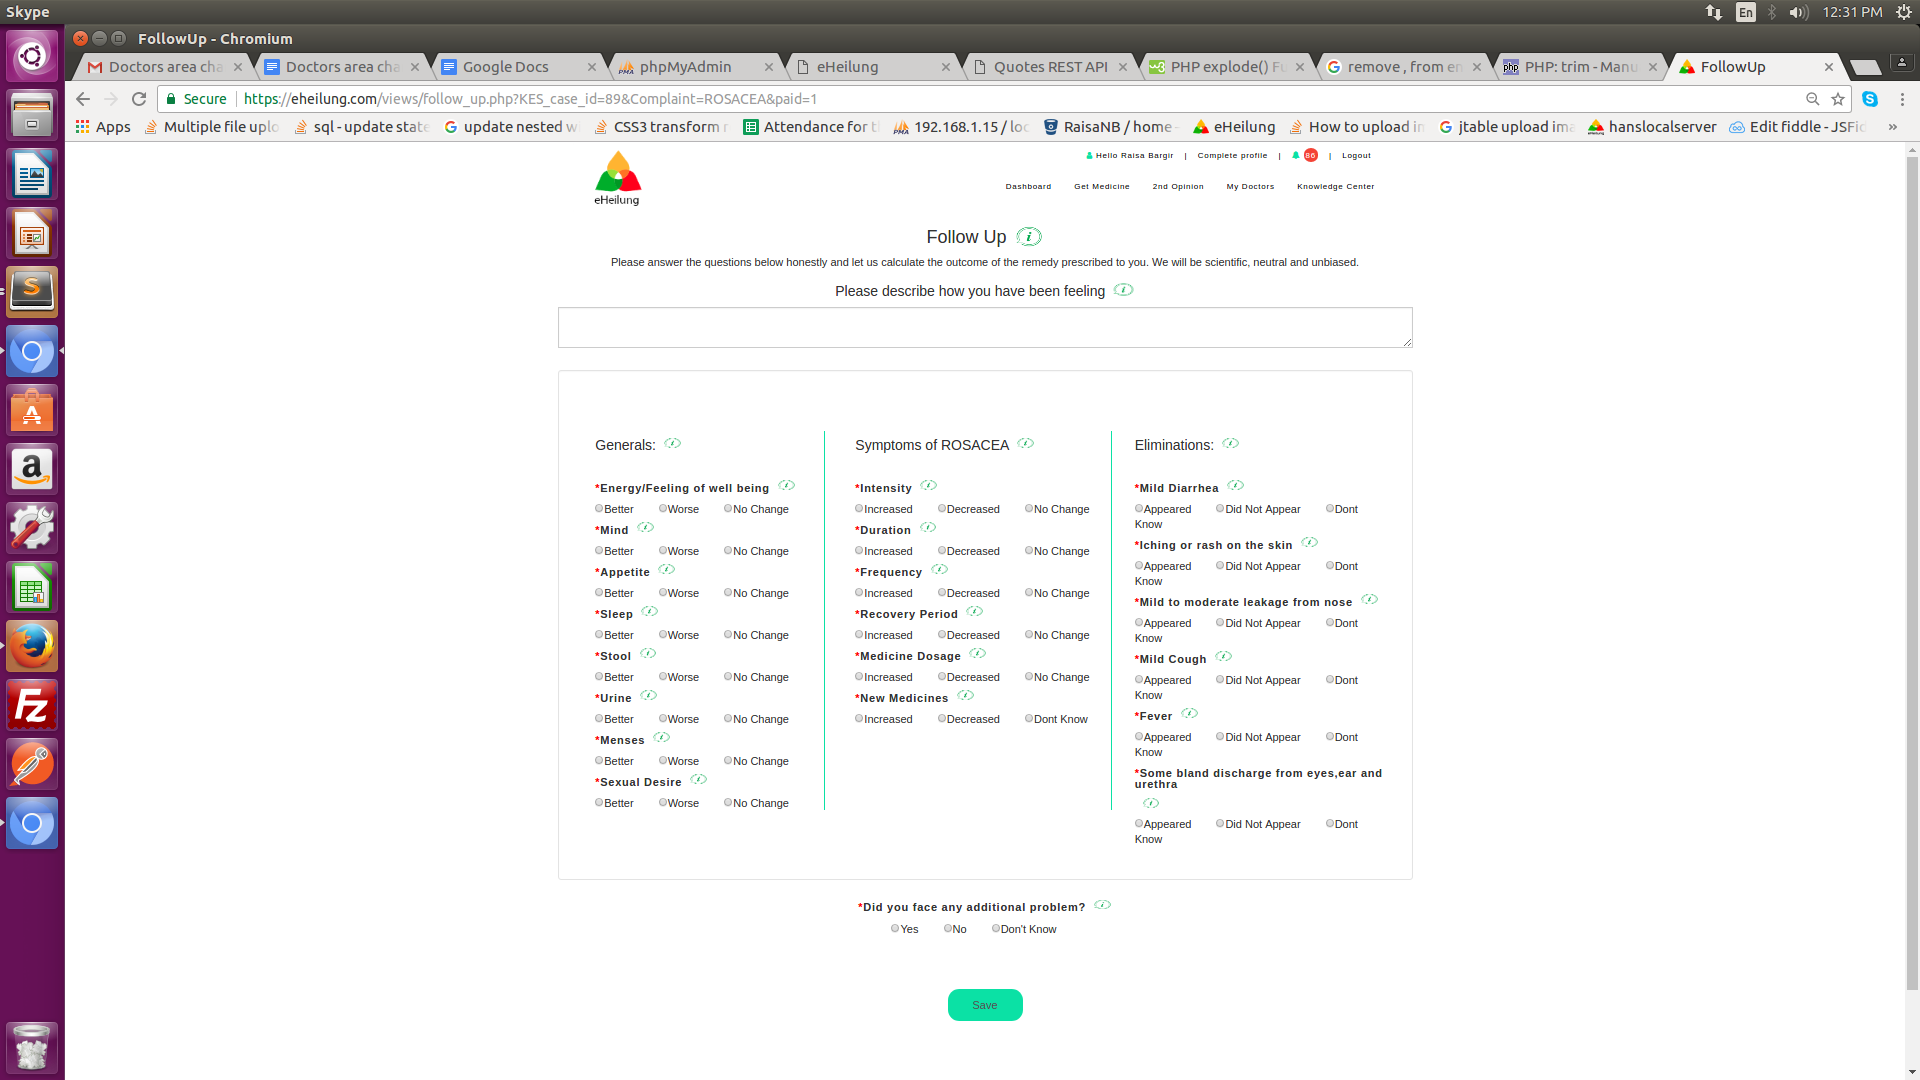 Skype
En
12:31 PM
FollowUp - Chromium
Doctors area cha
Doctors area cha
Google Docs
phpMyAdmin
eHeilung
Quotes REST API
PHP explode() Fu
remove , from en
PHP: trim - Manu
FollowUp
Secure
https://eheilung.com/views/follow_up.php?KES_case_id=89&Complaint=ROSACEA&paid=1
Apps
Multiple file uplo
sql - update state
update nested w
CSS3 transform r
Attendance for t
192.168.1.15 / loc
RaisaNB / home
eHeilung
How to upload in
jtable upload ima
hanslocalserver
Edit fiddle - JSFid
»
eHeilung
Hello Raisa Bargir | Complete profile | 86 | Logout
Dashboard Get Medicine 2nd Opinion My Doctors Knowledge Center
Follow Up
Please answer the questions below honestly and let us calculate the outcome of the remedy prescribed to you. We will be scientific, neutral and unbiased.
Please describe how you have been feeling
Generals:
*Energy/Feeling of well being
Better Worse No Change
*Mind
Better Worse No Change
*Appetite
Better Worse No Change
*Sleep
Better Worse No Change
*Stool
Better Worse No Change
*Urine
Better Worse No Change
*Menses
Better Worse No Change
*Sexual Desire
Better Worse No Change
Symptoms of ROSACEA
*Intensity
Increased Decreased No Change
*Duration
Increased Decreased No Change
*Frequency
Increased Decreased No Change
*Recovery Period
Increased Decreased No Change
*Medicine Dosage
Increased Decreased No Change
*New Medicines
Increased Decreased Dont Know
Eliminations:
*Mild Diarrhea
Appeared Did Not Appear Dont
Know
*Iching or rash on the skin
Appeared Did Not Appear Dont
Know
*Mild to moderate leakage from nose
Appeared Did Not Appear Dont
Know
*Mild Cough
Appeared Did Not Appear Dont
Know
*Fever
Appeared Did Not Appear Dont
Know
*Some bland discharge from eyes,ear and
urethra
Appeared Did Not Appear Dont
Know
*Did you face any additional problem?
Yes No Don't Know
Save